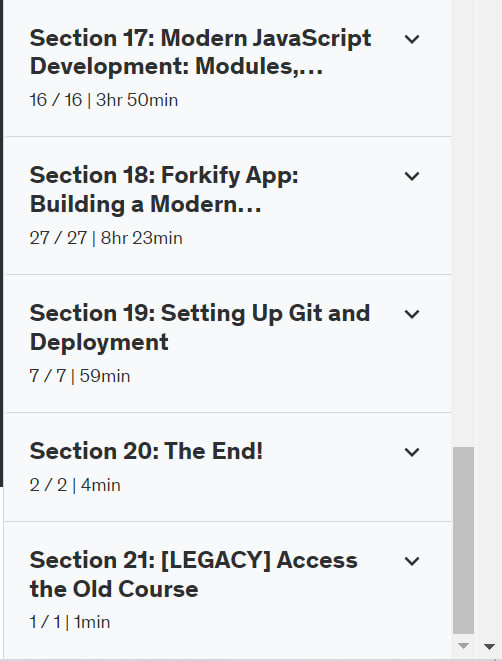 Section 17: Modern JavaScript
Development: Modules,...
16 / 16 | 3hr 50min
Section 18: Forkify App:
Building a Modern...
27 / 27 | 8hr 23min
Section 19: Setting Up Git and
Deployment
7 / 7 | 59min
Section 20: The End!
2 / 2 | 4min
Section 21: [LEGACY] Access
the Old Course
1 / 1 | 1min